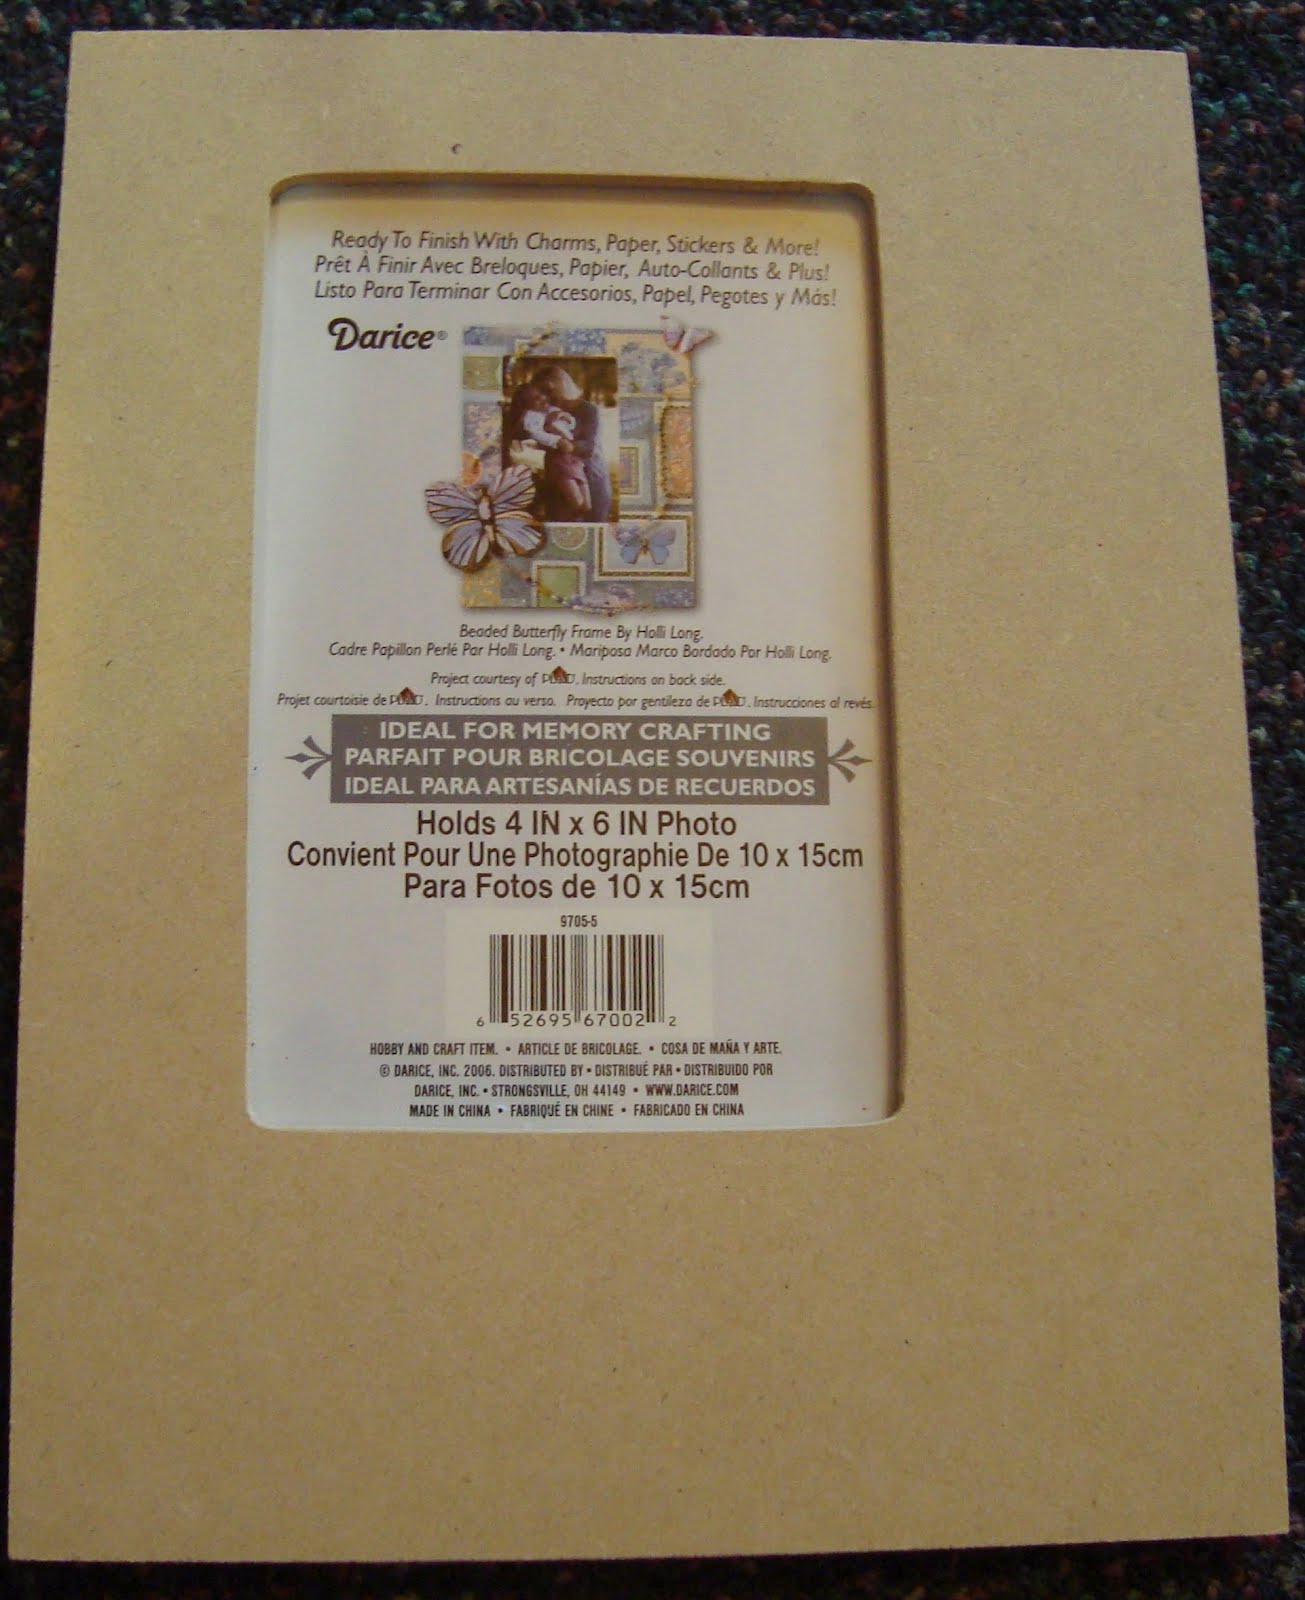 Ready To Finish With Charms, Paper, Stickers & More!
Prêt À Finir Avec Breloques, Papier, Auto-Collants & Plus!
Listo Para Terminar Con Accesorios, Papel, Pegotes y Más!
Darice®
Beaded Butterfly Frame By Holli Long.
Cadre Papillon Perlé Par Holli Long. • Mariposa Marco Bordado Por Holli Long.
Project courtesy of PLAID. Instructions on back side.
Projet courtoisie de PLAID. Instructions au verso. Proyecto por gentileza de PLAID. Instrucciones al revés.
IDEAL FOR MEMORY CRAFTING
PARFAIT POUR BRICOLAGE SOUVENIRS
IDEAL PARA ARTESANÍAS DE RECUERDOS
Holds 4 IN x 6 IN Photo
Convient Pour Une Photographie De 10 x 15cm
Para Fotos de 10 x 15cm
9705-5
6 52695 67002 2
HOBBY AND CRAFT ITEM. • ARTICLE DE BRICOLAGE. • COSA DE MAÑA Y ARTE.
© DARICE, INC. 2006. DISTRIBUTED BY • DISTRIBUÉ PAR • DISTRIBUIDO POR
DARICE, INC. • STRONGSVILLE, OH 44149 • WWW.DARICE.COM
MADE IN CHINA • FABRIQUÉ EN CHINE • FABRICADO EN CHINA